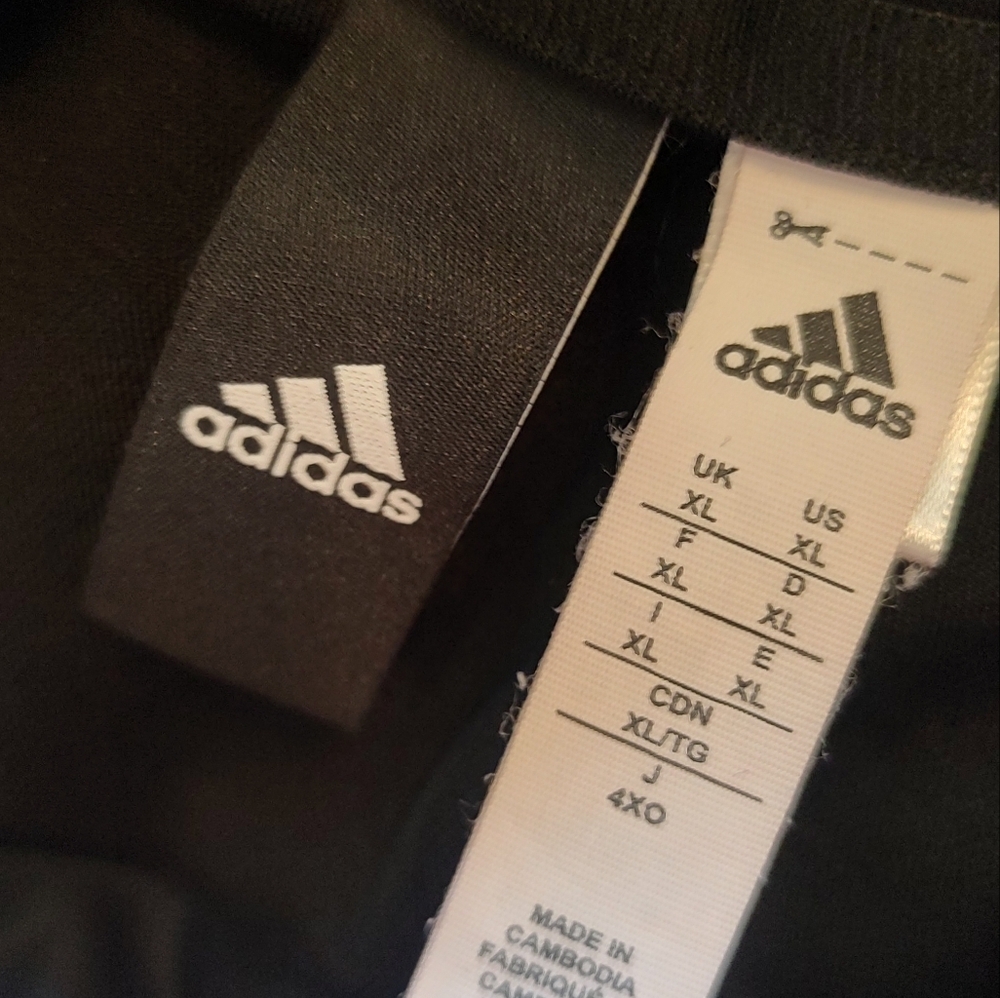 adidas
adidas
UK US
XL XL
F D
XL XL
I E
XL XL
CDN
XL/TG
J
4XO
MADE IN
CAMBODIA
FABRIQUÉ